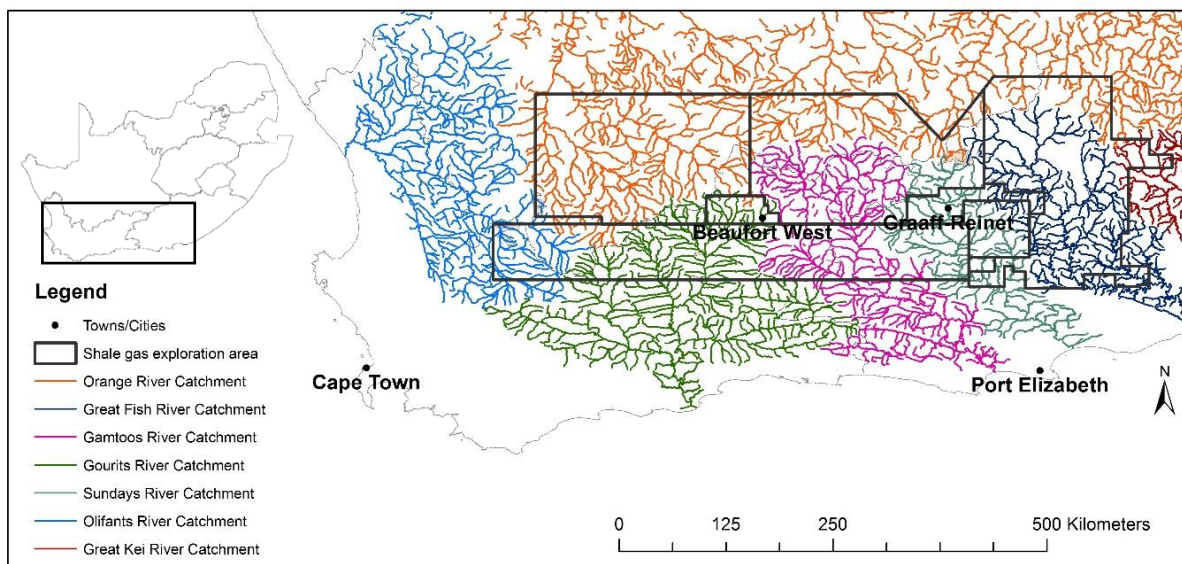 Beaufort West
Graaff-Reinet
Cape Town
Port Elizabeth
N
Legend
Towns/Cities
Shale gas exploration area
Orange River Catchment
Great Fish River Catchment
Gamtoos River Catchment
Gourits River Catchment
Sundays River Catchment
Olifants River Catchment
Great Kei River Catchment
0 125 250 500 Kilometers